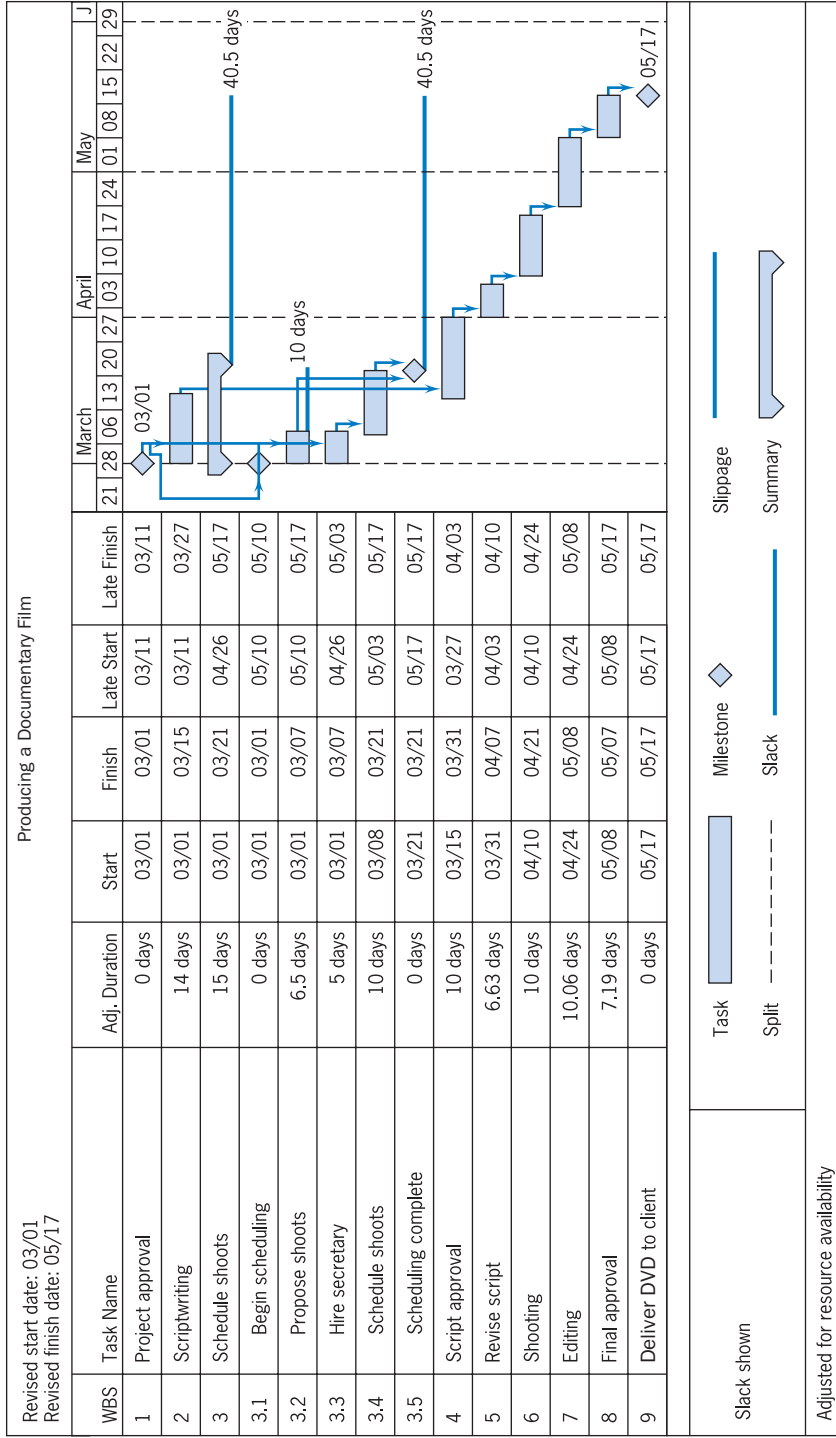 Producing a Documentary Film
Revised start date: 03/01
Revised finish date: 05/17
March April May J
WBS Task Name Adj. Duration Start Finish Late Start Late Finish 21 28 06 13 20 27 03 10 17 24 01 08 15 22 29
1 Project approval 0 days 03/01 03/01 03/11 03/11 03/01
2 Scriptwriting 14 days 03/01 03/15 03/11 03/27
3 Schedule shoots 15 days 03/01 03/21 04/26 05/17 40.5 days
3.1 Begin scheduling 0 days 03/01 03/01 05/10 05/10
3.2 Propose shoots 6.5 days 03/01 03/07 05/10 05/17 10 days
3.3 Hire secretary 5 days 03/01 03/07 04/26 05/03
3.4 Schedule shoots 10 days 03/08 03/21 05/03 05/17
3.5 Scheduling complete 0 days 03/21 03/21 05/17 05/17 40.5 days
4 Script approval 10 days 03/15 03/31 03/27 04/03
5 Revise script 6.63 days 03/31 04/07 04/03 04/10
6 Shooting 10 days 04/10 04/21 04/10 04/24
7 Editing 10.06 days 04/24 05/08 04/24 05/08
8 Final approval 7.19 days 05/08 05/07 05/08 05/17
9 Deliver DVD to client 0 days 05/17 05/17 05/17 05/17 05/17
Slack shown
Task Milestone Slippage
Split Slack Summary
Adjusted for resource availability